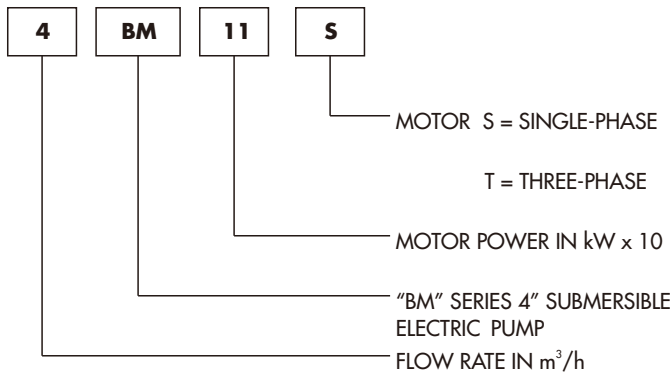 4 BM 11 S
MOTOR S = SINGLE-PHASE
T = THREE-PHASE
MOTOR POWER IN kW x 10
“BM” SERIES 4” SUBMERSIBLE
ELECTRIC PUMP
FLOW RATE IN m³/h